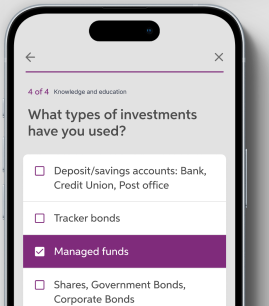 4 of 4 Knowledge and education
What types of investments
have you used?
Deposit/savings accounts: Bank,
Credit Union, Post office
Tracker bonds
Managed funds
Shares, Government Bonds,
Corporate Bonds